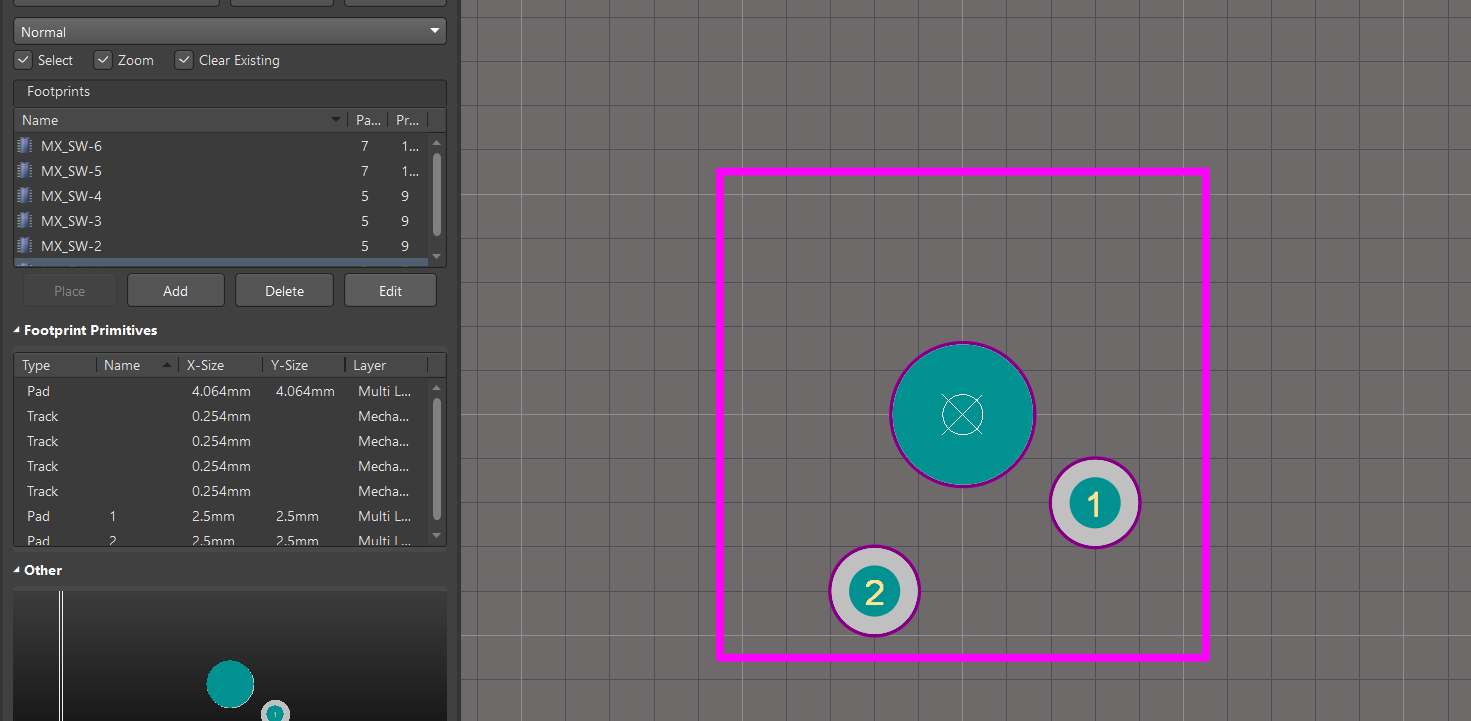 Normal
Select Zoom Clear Existing
Footprints
Name Pa... Pr...
MX_SW-6 7 1...
MX_SW-5 7 1...
MX_SW-4 5 9
MX_SW-3 5 9
MX_SW-2 5 9
Place Add Delete Edit
Footprint Primitives
Type Name X-Size Y-Size Layer
Pad 4.064mm 4.064mm Multi L...
Track 0.254mm Mecha...
Track 0.254mm Mecha...
Track 0.254mm Mecha...
Track 0.254mm Mecha...
Pad 1 2.5mm 2.5mm Multi L...
Pad 2 2.5mm 2.5mm Multi L...
Other
1
1
2